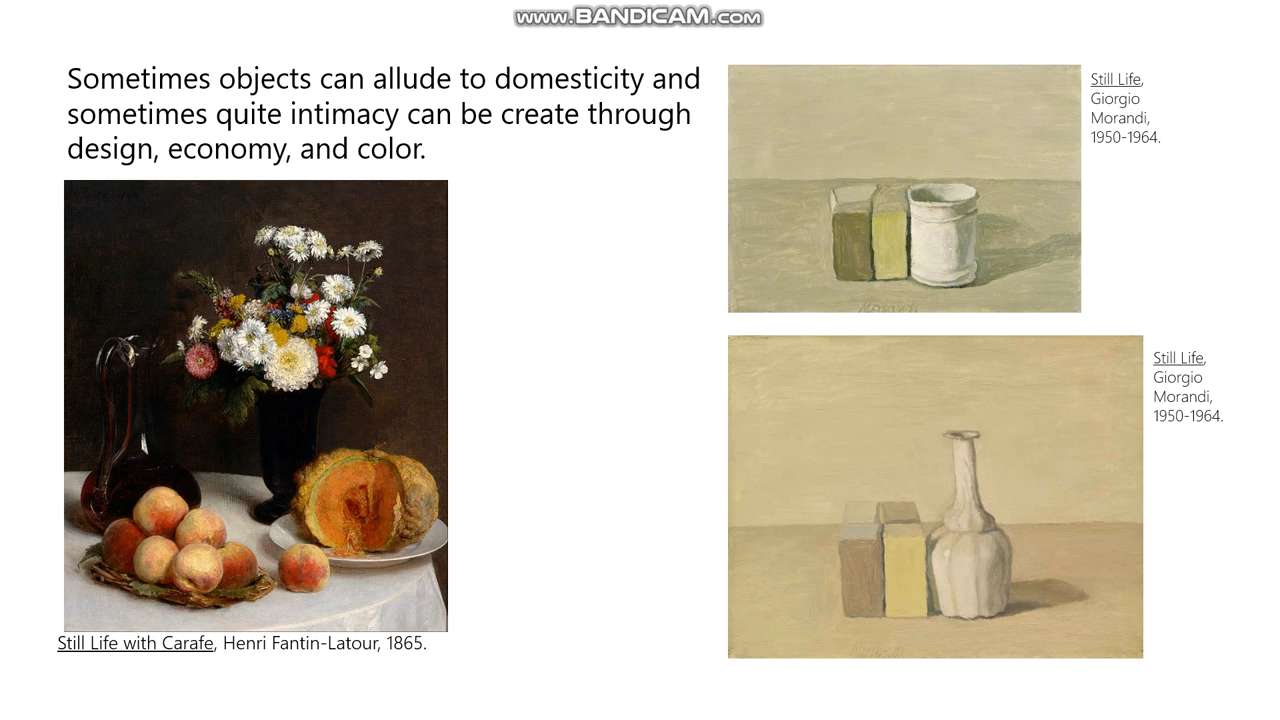 www.BANDICAM.com
Sometimes objects can allude to domesticity and
sometimes quite intimacy can be create through
design, economy, and color.
Still Life,
Giorgio
Morandi,
1950-1964.
Morandi
Still Life,
Giorgio
Morandi,
1950-1964.
Still Life with Carafe, Henri Fantin-Latour, 1865.